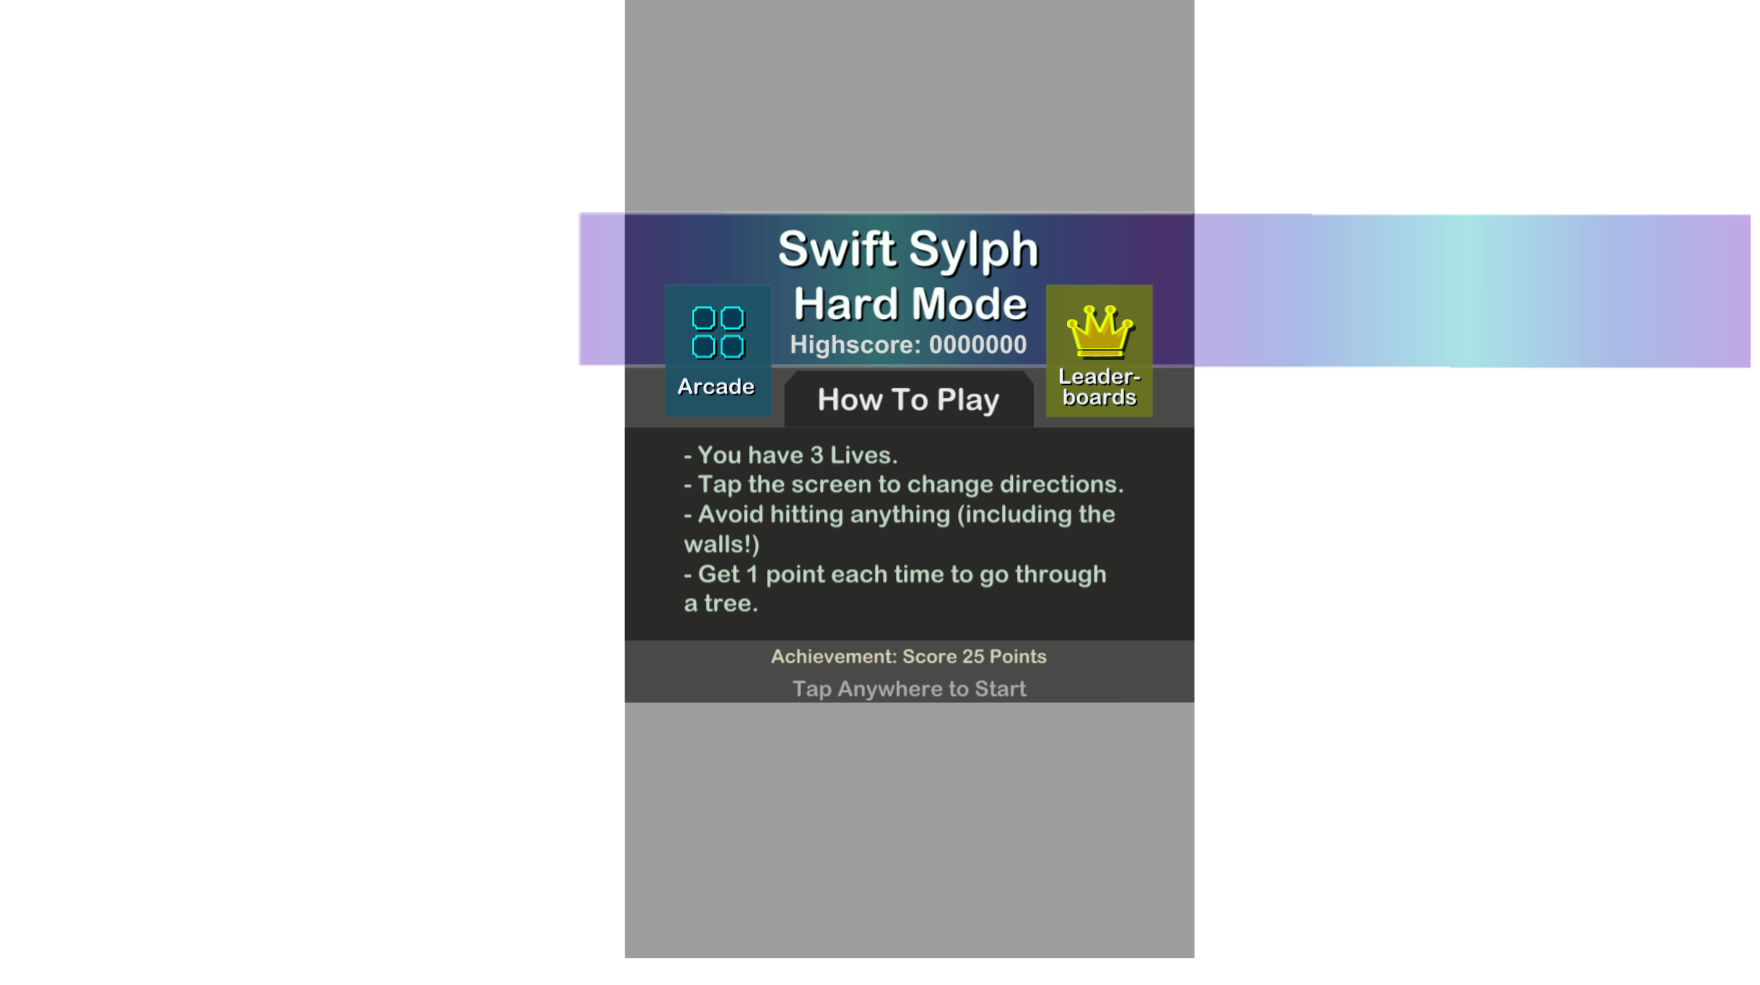 Swift Sylph
Hard Mode
Highscore: 0000000
Arcade
Leader-
boards
How To Play
- You have 3 Lives.
- Tap the screen to change directions.
- Avoid hitting anything (including the
walls!)
- Get 1 point each time to go through
a tree.
Achievement: Score 25 Points
Tap Anywhere to Start